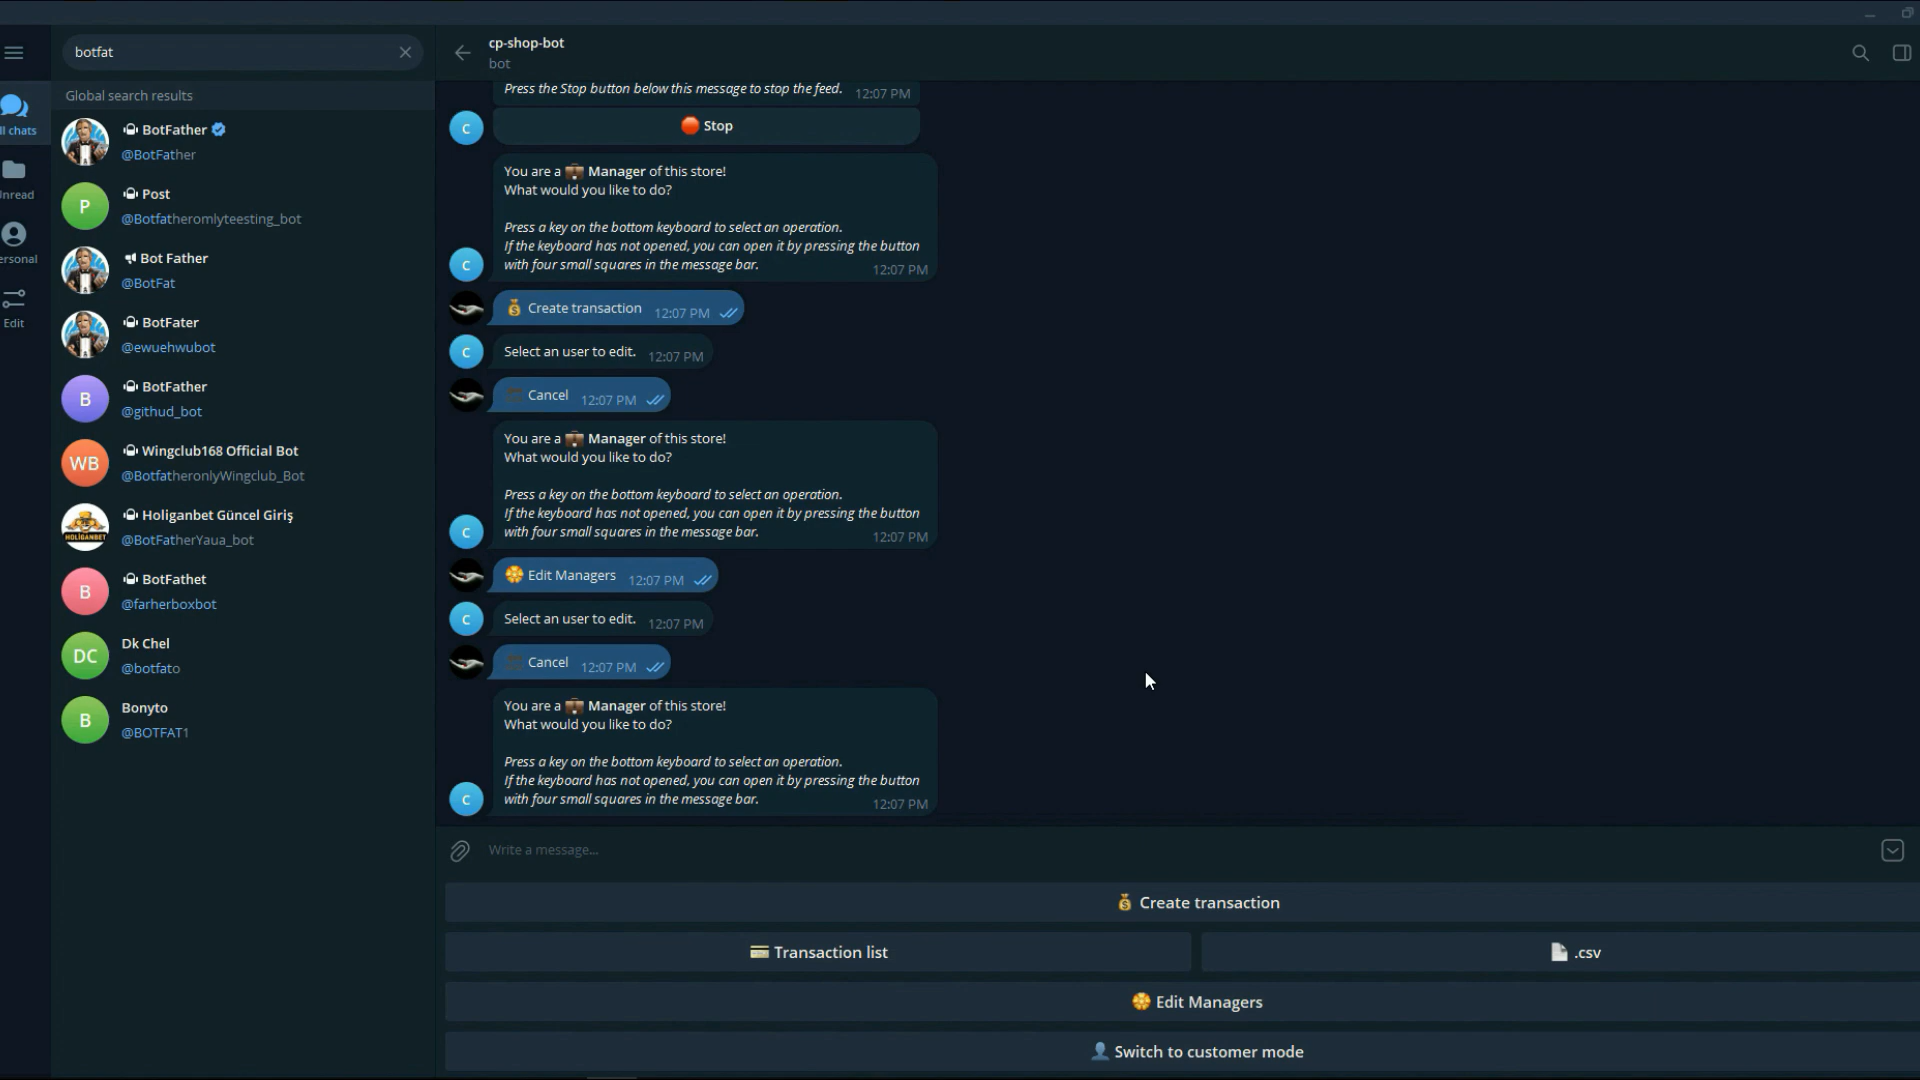 botfat
Global search results
BotFather
@BotFather
Post
@Botfatheromlyteesting_bot
Bot Father
@BotFat
BotFater
@ewuehwubot
BotFather
@githud_bot
WB
Wingclub168 Official Bot
@BotfatheronlyWingclub_Bot
Holiganbet Güncel Giriş
@BotFatherYaua_bot
BotFathet
@farherboxbot
DC
Dk Chel
@botfato
Bonyto
@BOTFAT1
P
B
HOLİGANBET
B
B
ll chats
Unread
ersonal
Edit
cp-shop-bot
bot
Press the Stop button below this message to stop the feed. 12:07 PM
C
Stop
You are a Manager of this store!
What would you like to do?
Press a key on the bottom keyboard to select an operation.
If the keyboard has not opened, you can open it by pressing the button
with four small squares in the message bar. 12:07 PM
C
Create transaction 12:07 PM
C
Select an user to edit. 12:07 PM
Cancel 12:07 PM
You are a Manager of this store!
What would you like to do?
Press a key on the bottom keyboard to select an operation.
If the keyboard has not opened, you can open it by pressing the button
with four small squares in the message bar. 12:07 PM
C
Edit Managers 12:07 PM
C
Select an user to edit. 12:07 PM
Cancel 12:07 PM
You are a Manager of this store!
What would you like to do?
Press a key on the bottom keyboard to select an operation.
If the keyboard has not opened, you can open it by pressing the button
with four small squares in the message bar. 12:07 PM
C
Write a message...
Create transaction
Transaction list
.csv
Edit Managers
Switch to customer mode